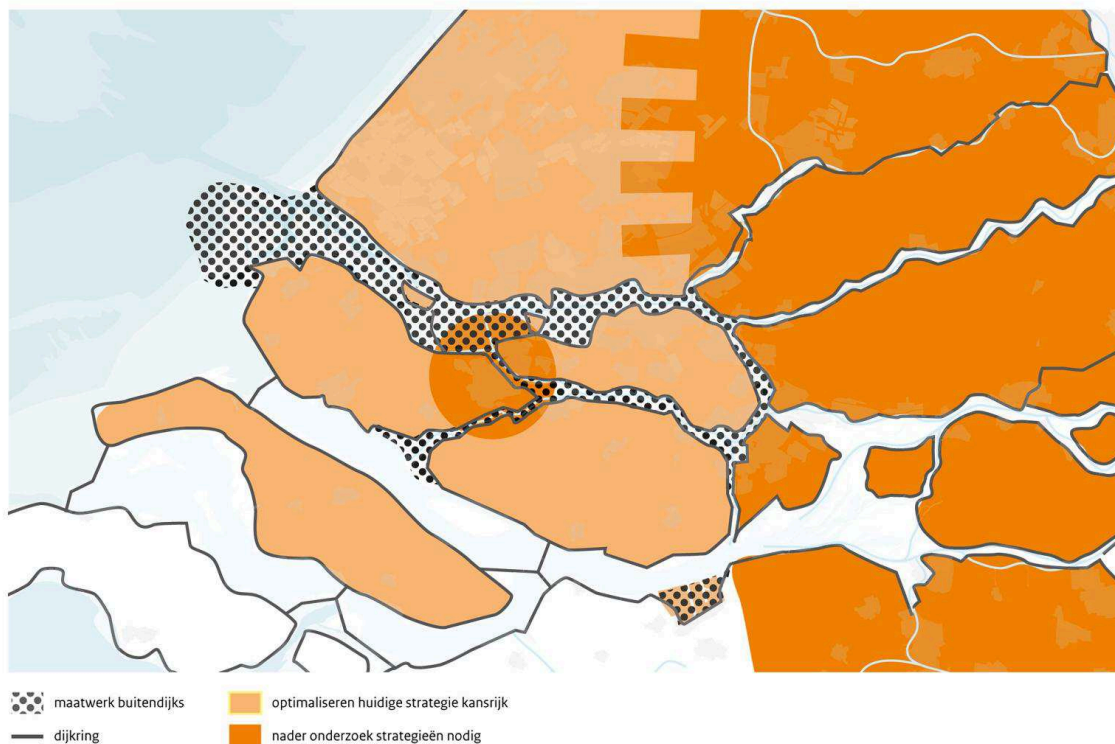 maatwerk buitendijks
optimaliseren huidige strategie kansrijk
dijkring
nader onderzoek strategieën nodig